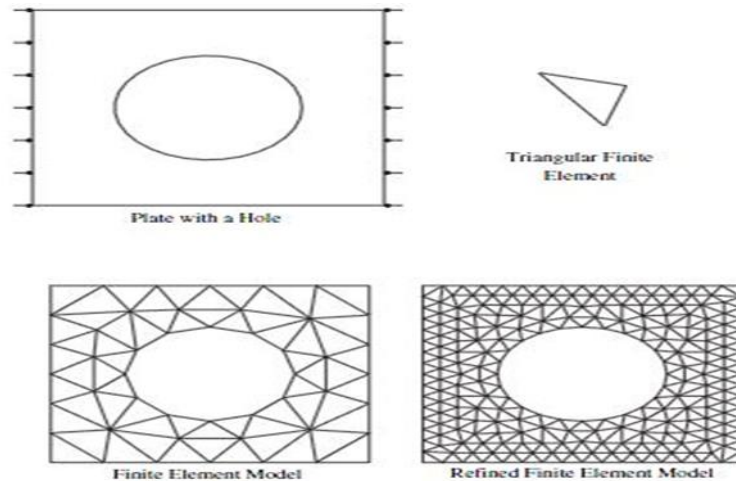 Triangular Finite
Element
Plate with a Hole
Finite Element Model
Refined Finite Element Model